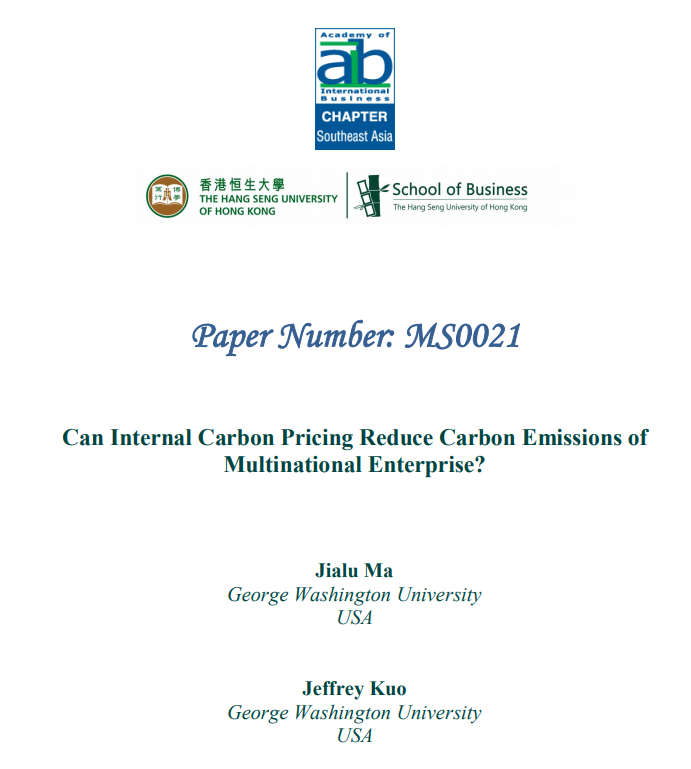 Academy of
aib
International
Business
CHAPTER
Southeast Asia
香港恒生大學
THE HANG SENG UNIVERSITY
OF HONG KONG
School of Business
The Hang Seng University of Hong Kong
Paper Number: MS0021
Can Internal Carbon Pricing Reduce Carbon Emissions of
Multinational Enterprise?
Jialu Ma
George Washington University
USA
Jeffrey Kuo
George Washington University
USA